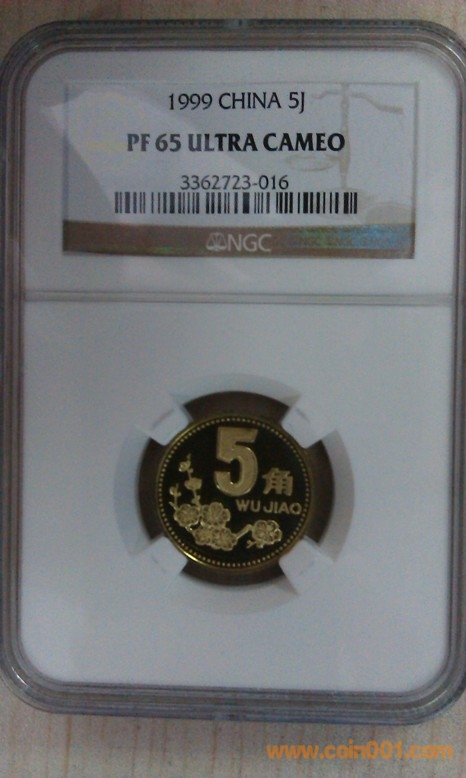 1999 CHINA 5J
PF 65 ULTRA CAMEO
3362723-016
NGC
5角
WU JIAO
www.coin001.com